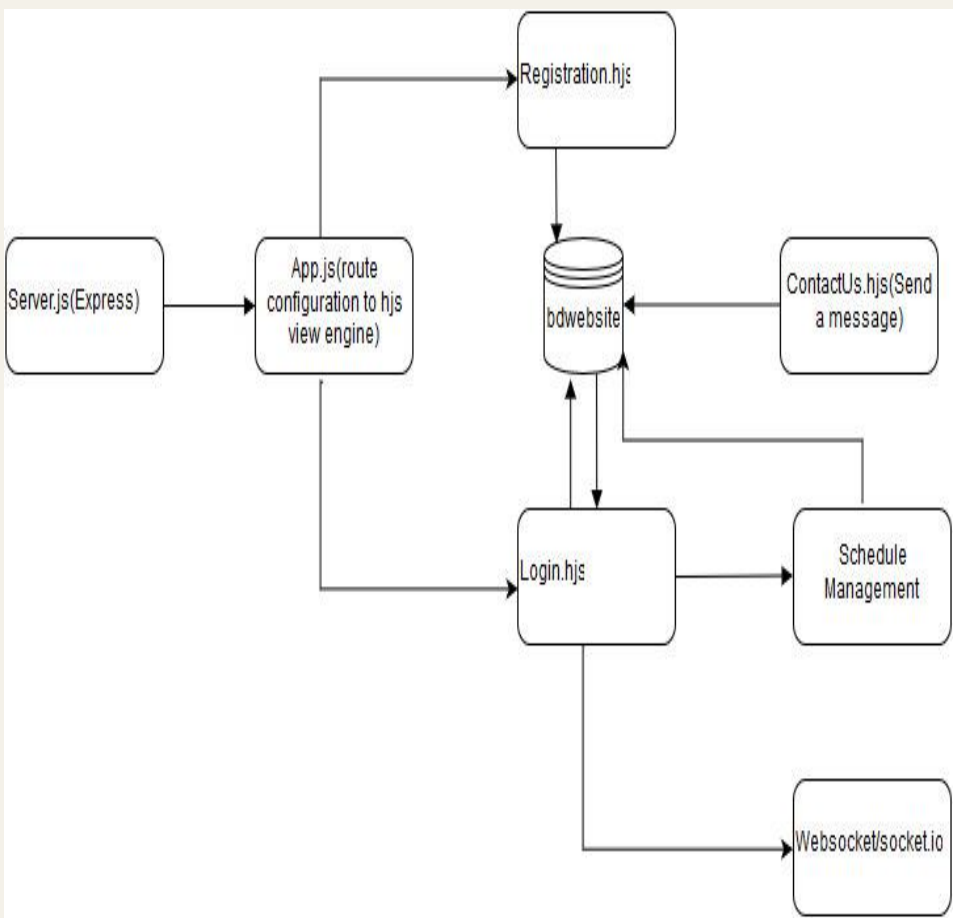 Registration.hjs
Server.js(Express)
App.js(route
configuration to hjs
view engine)
bdwebsite
ContactUs.hjs(Send
a message)
Login.hjs
Schedule
Management
Websocket/socket.io